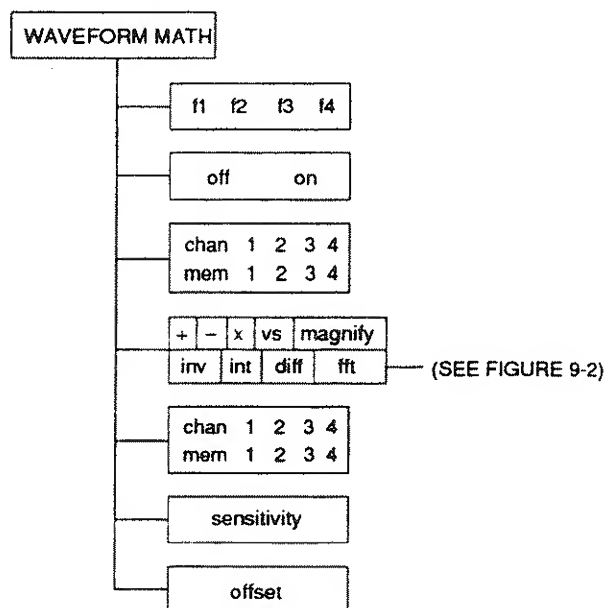 WAVEFORM MATH
f1 f2 f3 f4
off on
chan 1 2 3 4
mem 1 2 3 4
+ - x vs magnify
inv int diff fft (SEE FIGURE 9-2)
chan 1 2 3 4
mem 1 2 3 4
sensitivity
offset